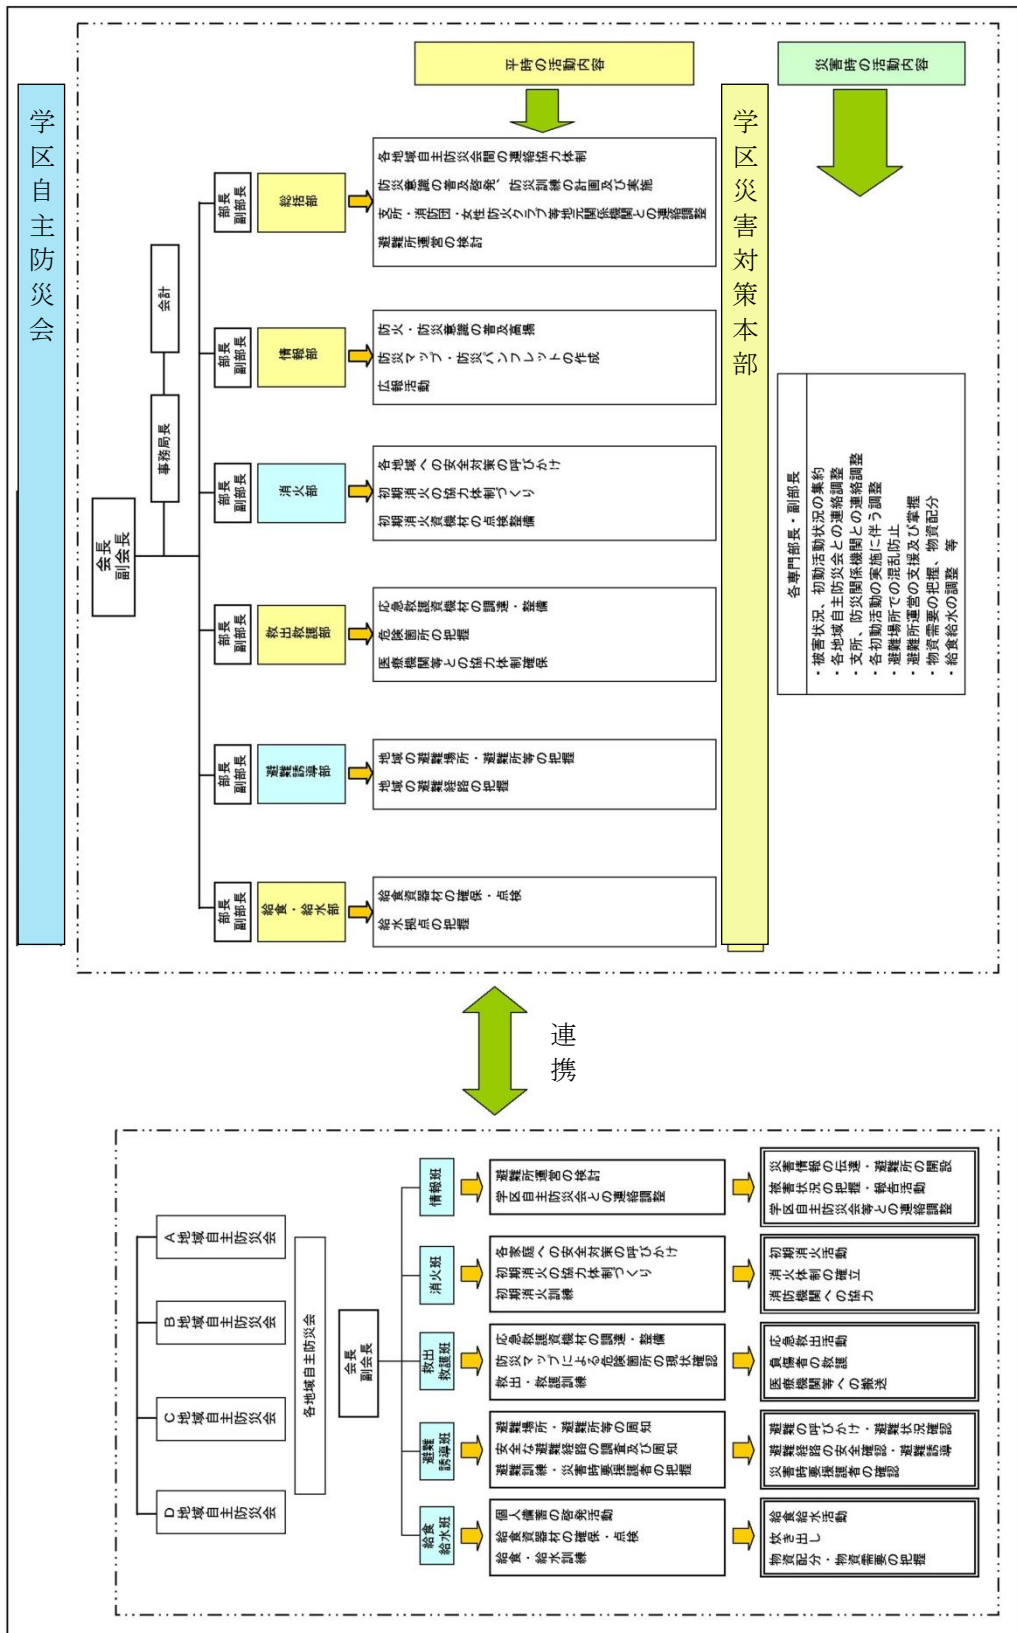 学区自主防災会
会長
副会長
事務局長
会計
平時の活動内容
災害時の活動内容
部長
副部長
総括部
各地域自主防災会間の連絡協力体制
防災意識の普及啓発、防災訓練の計画及び実施
支所・消防団・女性防火クラブ等地元関係機関との連絡調整
避難所運営の検討
部長
副部長
情報部
防火・防災意識の普及高揚
防災マップ・防災パンフレットの作成
広報活動
部長
副部長
消火部
各地域への安全対策の呼びかけ
初期消火の協力体制づくり
初期消火資機材の点検整備
部長
副部長
救出救護部
応急救護資機材の調達・整備
危険箇所の把握
医療機関等との協力体制確保
部長
副部長
避難誘導部
地域の避難場所・避難所等の把握
地域の避難経路の把握
部長
副部長
給食・給水部
給食資器材の確保・点検
給水拠点の把握
学区災害対策本部
各専門部長・副部長
・被害状況、初動活動状況の集約
・各地域自主防災会との連絡調整
・支所、防災関係機関との連絡調整
・各初動活動の実施に伴う調整
・避難場所での混乱防止
・避難所運営の支援及び掌握
・物資需要の把握、物資配分
・給食給水の調整 等
連携
A地域自主防災会
B地域自主防災会
C地域自主防災会
D地域自主防災会
各地域自主防災会
会長
副会長
情報班
避難所運営の検討
学区自主防災会との連絡調整
災害情報の伝達・避難所の開設
被害状況の把握・報告活動
学区自主防災会等との連絡調整
消火班
各家庭への安全対策の呼びかけ
初期消火の協力体制づくり
初期消火訓練
初期消火活動
消火体制の確立
消防機関への協力
救出
救護班
応急救護資機材の調達・整備
防災マップによる危険箇所の現状確認
救出・救護訓練
応急救出活動
負傷者の救護
医療機関等への搬送
避難
誘導班
避難場所・避難所等の周知
安全な避難経路の調査及び周知
避難訓練・災害時要援護者の把握
避難の呼びかけ・避難状況確認
避難経路の安全確認・避難誘導
災害時要援護者の確認
給食
給水班
個人備蓄の啓発活動
給食資器材の確保・点検
給食・給水訓練
給食給水活動
炊き出し
物資配分・物資需要の把握